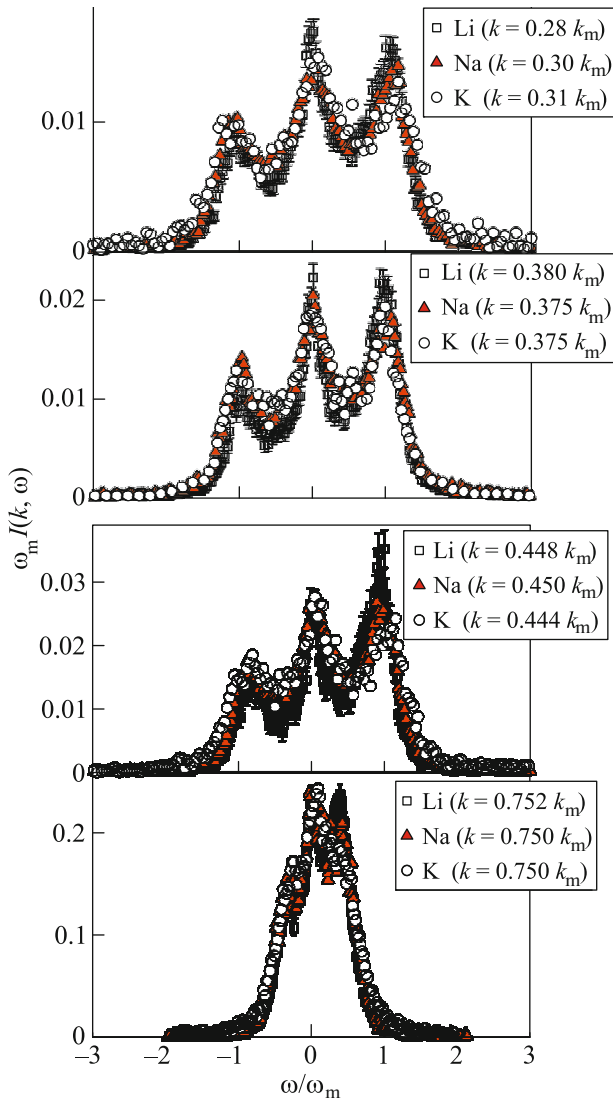 Li (k = 0.28 kₘ)
Na (k = 0.30 kₘ)
K (k = 0.31 kₘ)
0.01
0
Li (k = 0.380 kₘ)
Na (k = 0.375 kₘ)
K (k = 0.375 kₘ)
0.02
0.01
0
ωₘI(k, ω)
Li (k = 0.448 kₘ)
Na (k = 0.450 kₘ)
K (k = 0.444 kₘ)
0.03
0.02
0.01
0
Li (k = 0.752 kₘ)
Na (k = 0.750 kₘ)
K (k = 0.750 kₘ)
0.2
0.1
0
−3 −2 −1 0 1 2 3
ω/ωₘ